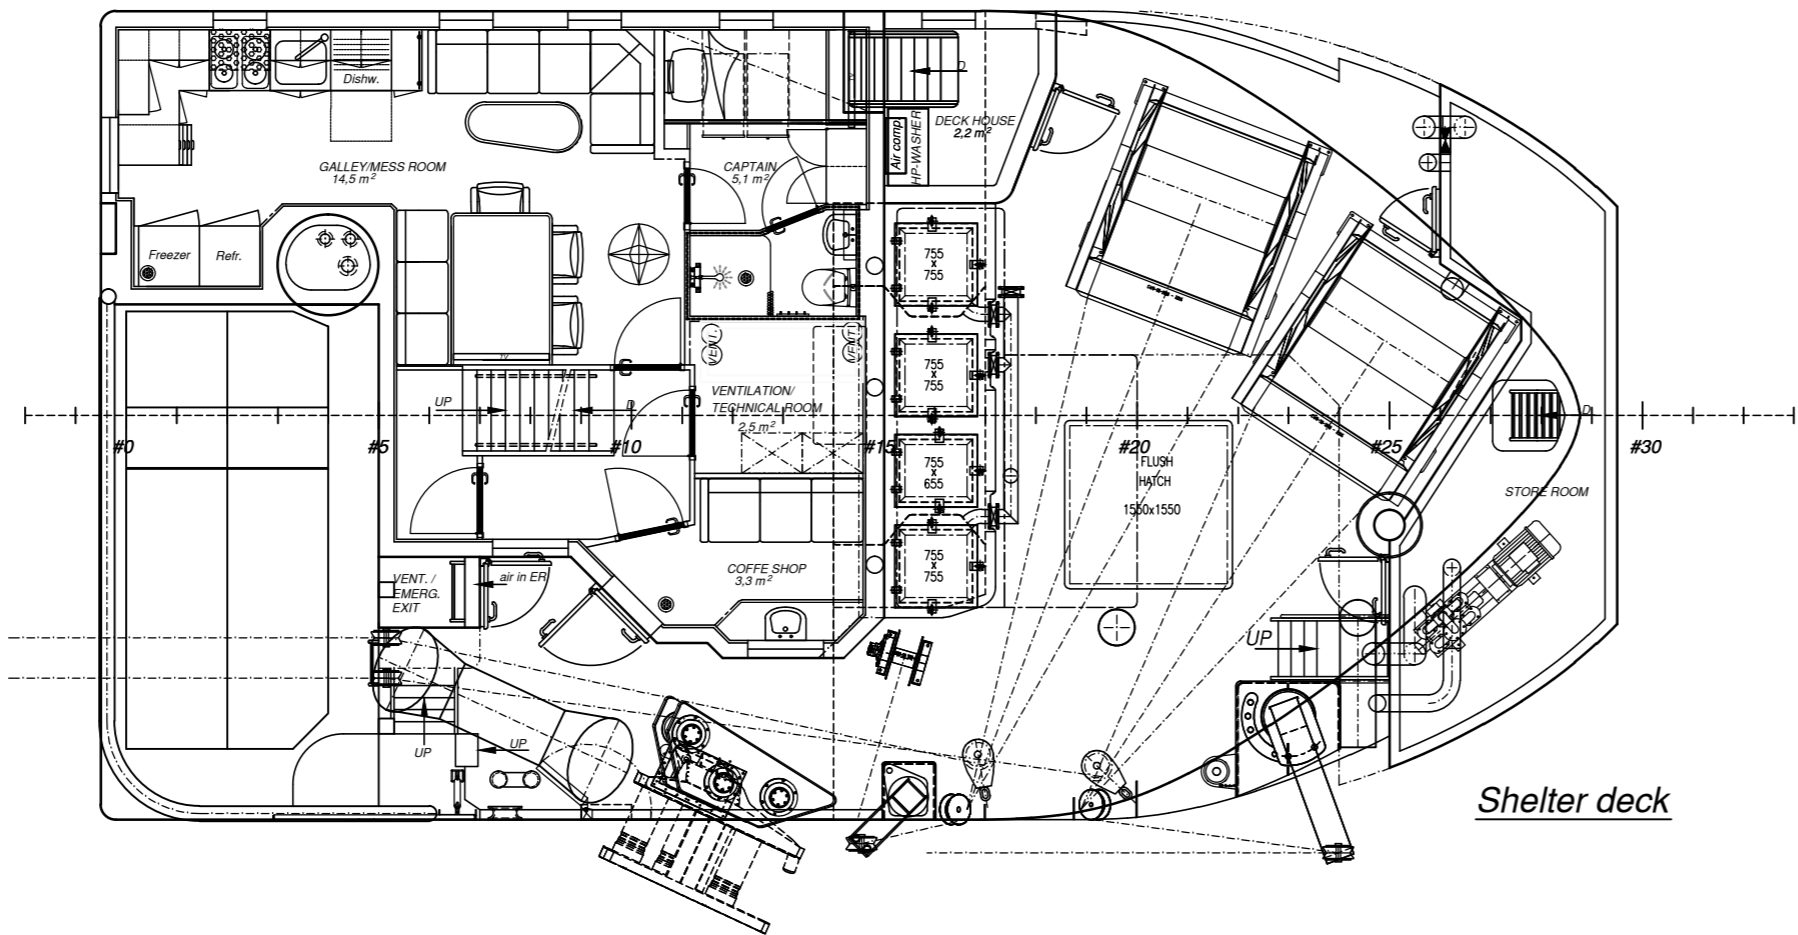 Dishw.
D
DECK HOUSE
2,2 m²
Air comp
HP-WASHER
GALLEY/MESS ROOM
14,5 m²
CAPTAIN
5,1 m²
Freezer
Refr.
755
x
755
TV
VENT.
VENT.
755
x
755
UP
D
VENTILATION/
TECHNICAL ROOM
2,5 m²
D
#0
#5
#10
#15
#20
#25
#30
755
x
655
FLUSH
HATCH
1550x1550
STORE ROOM
755
x
755
COFFE SHOP
3,3 m²
VENT. /
EMERG.
EXIT
air in ER
UP
UP
UP
Shelter deck